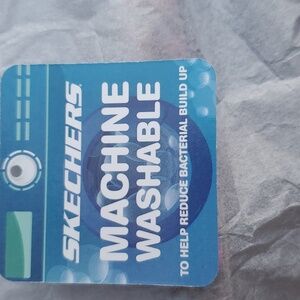 SKECHERS
MACHINE
WASHABLE
TO HELP REDUCE BACTERIAL BUILD UP